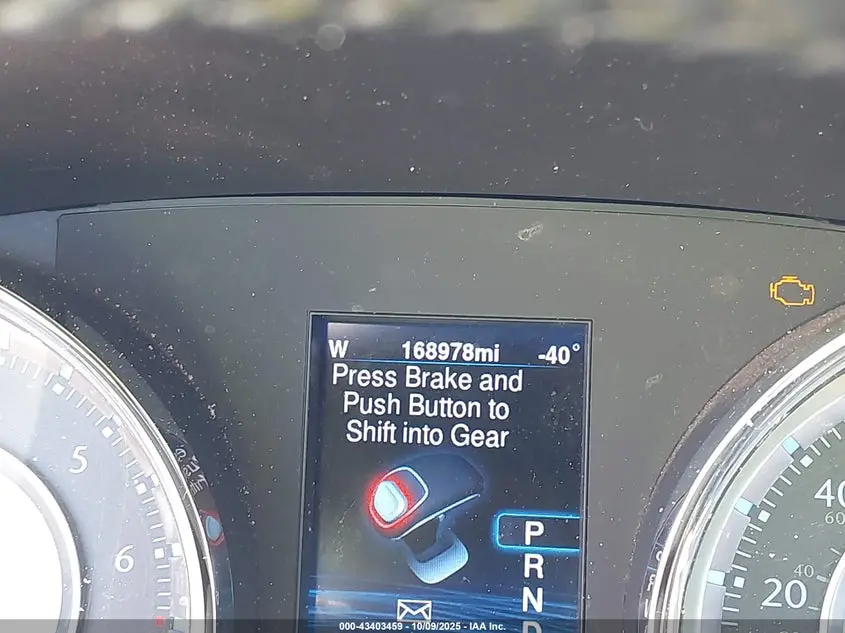 W 168978mi -40°
Press Brake and
Push Button to
Shift into Gear
5
6
P
R
N
D
40
60
40
20
000-43403459 - 10/09/2025 - IAA Inc.